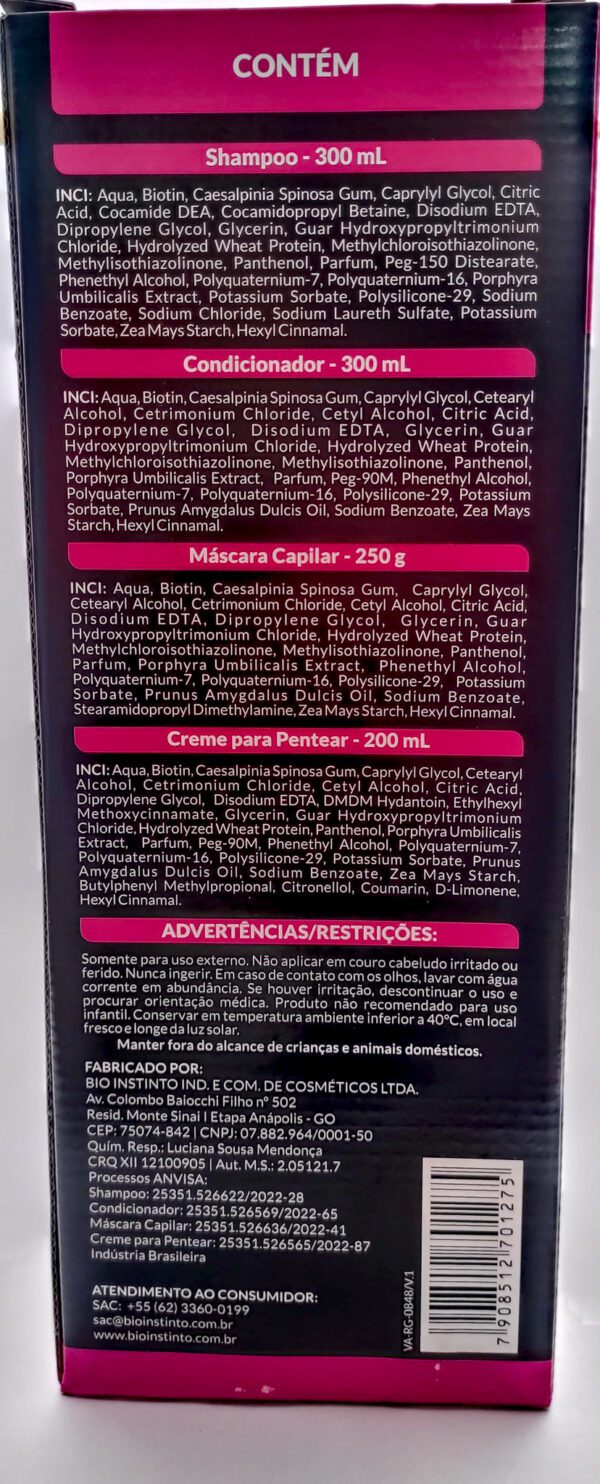 CONTÉM
Shampoo - 300 mL
INCI: Aqua, Biotin, Caesalpinia Spinosa Gum, Caprylyl Glycol, Citric
Acid, Cocamide DEA, Cocamidopropyl Betaine, Disodium EDTA,
Dipropylene Glycol, Glycerin, Guar Hydroxypropyltrimonium
Chloride, Hydrolyzed Wheat Protein, Methylchloroisothiazolinone,
Methylisothiazolinone, Panthenol, Parfum, Peg-150 Distearate,
Phenethyl Alcohol, Polyquaternium-7, Polyquaternium-16, Porphyra
Umbilicalis Extract, Potassium Sorbate, Polysilicone-29, Sodium
Benzoate, Sodium Chloride, Sodium Laureth Sulfate, Potassium
Sorbate, Zea Mays Starch, Hexyl Cinnamal.
Condicionador - 300 mL
INCI: Aqua, Biotin, Caesalpinia Spinosa Gum, Caprylyl Glycol, Cetearyl
Alcohol, Cetrimonium Chloride, Cetyl Alcohol, Citric Acid,
Dipropylene Glycol, Disodium EDTA, Glycerin, Guar
Hydroxypropyltrimonium Chloride, Hydrolyzed Wheat Protein,
Methylchloroisothiazolinone, Methylisothiazolinone, Panthenol,
Porphyra Umbilicalis Extract, Parfum, Peg-90M, Phenethyl Alcohol,
Polyquaternium-7, Polyquaternium-16, Polysilicone-29, Potassium
Sorbate, Prunus Amygdalus Dulcis Oil, Sodium Benzoate, Zea Mays
Starch, Hexyl Cinnamal.
Máscara Capilar - 250 g
INCI: Aqua, Biotin, Caesalpinia Spinosa Gum, Caprylyl Glycol,
Cetearyl Alcohol, Cetrimonium Chloride, Cetyl Alcohol, Citric Acid,
Disodium EDTA, Dipropylene Glycol, Glycerin, Guar
Hydroxypropyltrimonium Chloride, Hydrolyzed Wheat Protein,
Methylchloroisothiazolinone, Methylisothiazolinone, Panthenol,
Parfum, Porphyra Umbilicalis Extract, Phenethyl Alcohol,
Polyquaternium-7, Polyquaternium-16, Polysilicone-29, Potassium
Sorbate, Prunus Amygdalus Dulcis Oil, Sodium Benzoate,
Stearamidopropyl Dimethylamine, Zea Mays Starch, Hexyl Cinnamal.
Creme para Pentear - 200 mL
INCI: Aqua, Biotin, Caesalpinia Spinosa Gum, Caprylyl Glycol, Cetearyl
Alcohol, Cetrimonium Chloride, Cetyl Alcohol, Citric Acid,
Dipropylene Glycol, Disodium EDTA, DMDM Hydantoin, Ethylhexyl
Methoxycinnamate, Glycerin, Guar Hydroxypropyltrimonium
Chloride, Hydrolyzed Wheat Protein, Panthenol, Porphyra Umbilicalis
Extract, Parfum, Peg-90M, Phenethyl Alcohol, Polyquaternium-7,
Polyquaternium-16, Polysilicone-29, Potassium Sorbate, Prunus
Amygdalus Dulcis Oil, Sodium Benzoate, Zea Mays Starch,
Butylphenyl Methylpropional, Citronellol, Coumarin, D-Limonene,
Hexyl Cinnamal.
ADVERTÊNCIAS/RESTRIÇÕES:
Somente para uso externo. Não aplicar em couro cabeludo irritado ou
ferido. Nunca ingerir. Em caso de contato com os olhos, lavar com água
corrente em abundância. Se houver irritação, descontinuar o uso e
procurar orientação médica. Produto não recomendado para uso
infantil. Conservar em temperatura ambiente inferior a 40°C, em local
fresco e longe da luz solar.
Manter fora do alcance de crianças e animais domésticos.
FABRICADO POR:
BIO INSTINTO IND. E COM. DE COSMÉTICOS LTDA.
Av. Colombo Baiocchi Filho nº 502
Resid. Monte Sinai I Etapa Anápolis - GO
CEP: 75074-842 | CNPJ: 07.882.964/0001-50
Quím. Resp.: Luciana Sousa Mendonça
CRQ XII 12100905 | Aut. M.S.: 2.05121.7
Processos ANVISA:
Shampoo: 25351.526622/2022-28
Condicionador: 25351.526569/2022-65
Máscara Capilar: 25351.526636/2022-41
Creme para Pentear: 25351.526565/2022-87
Indústria Brasileira
ATENDIMENTO AO CONSUMIDOR:
SAC: +55 (62) 3360-0199
sac@bioinstinto.com.br
www.bioinstinto.com.br
VA-RG-0848/V.1
7 908512 701275